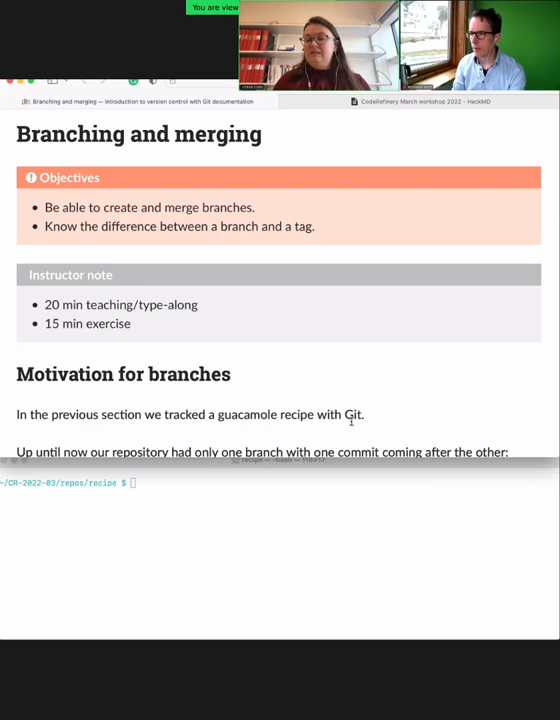 You are view
Branching and merging — Introduction to version control with Git documentation
CodeRefinery March workshop 2022 - HackMD
Branching and merging
Objectives
Be able to create and merge branches.
Know the difference between a branch and a tag.
Instructor note
20 min teaching/type-along
15 min exercise
Motivation for branches
In the previous section we tracked a guacamole recipe with Git.
Up until now our repository had only one branch with one commit coming after the other:
~/CR-2022-03/repos/recipe $